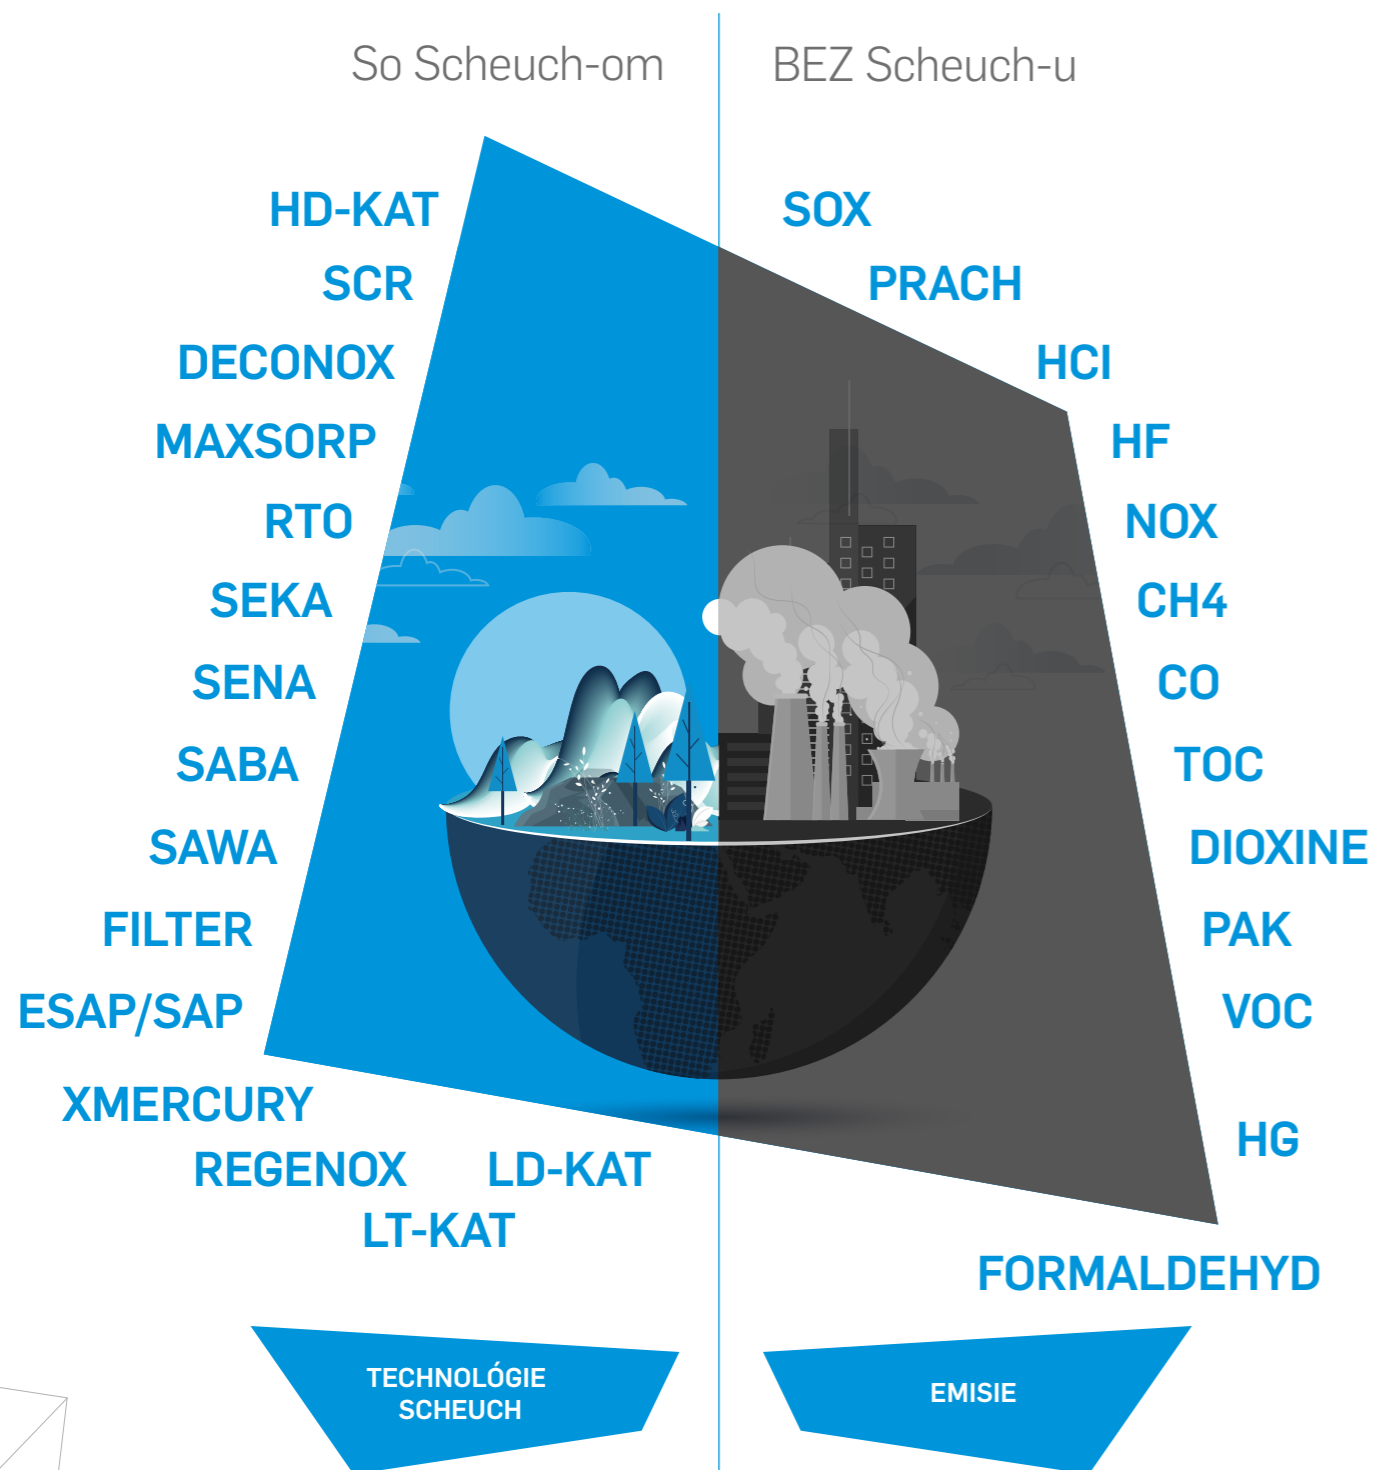 So Scheuch-om
HD-KAT
SCR
DECONOX
MAXSORP
RTO
SEKA
SENA
SABA
SAWA
FILTER
ESAP/SAP
XMERCURY
REGENOX
LD-KAT
LT-KAT
TECHNOLÓGIE
SCHEUCH
BEZ Scheuch-u
SOX
PRACH
HCl
HF
NOX
CH4
CO
TOC
DIOXINE
PAK
VOC
HG
FORMALDEHYD
EMISIE